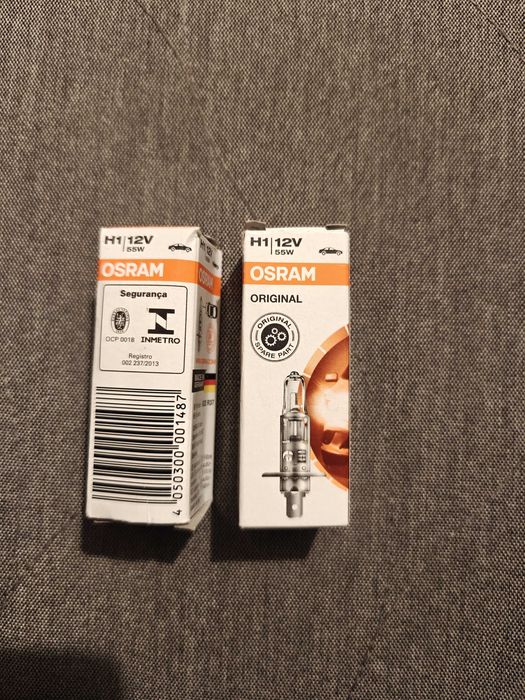 H1 12V
55W
OSRAM
Segurança
OCP 0018
INMETRO
Registro
002 237/2013
4 050300 001487
H1 12V
55W
OSRAM
ORIGINAL
ORIGINAL
SPARE PART